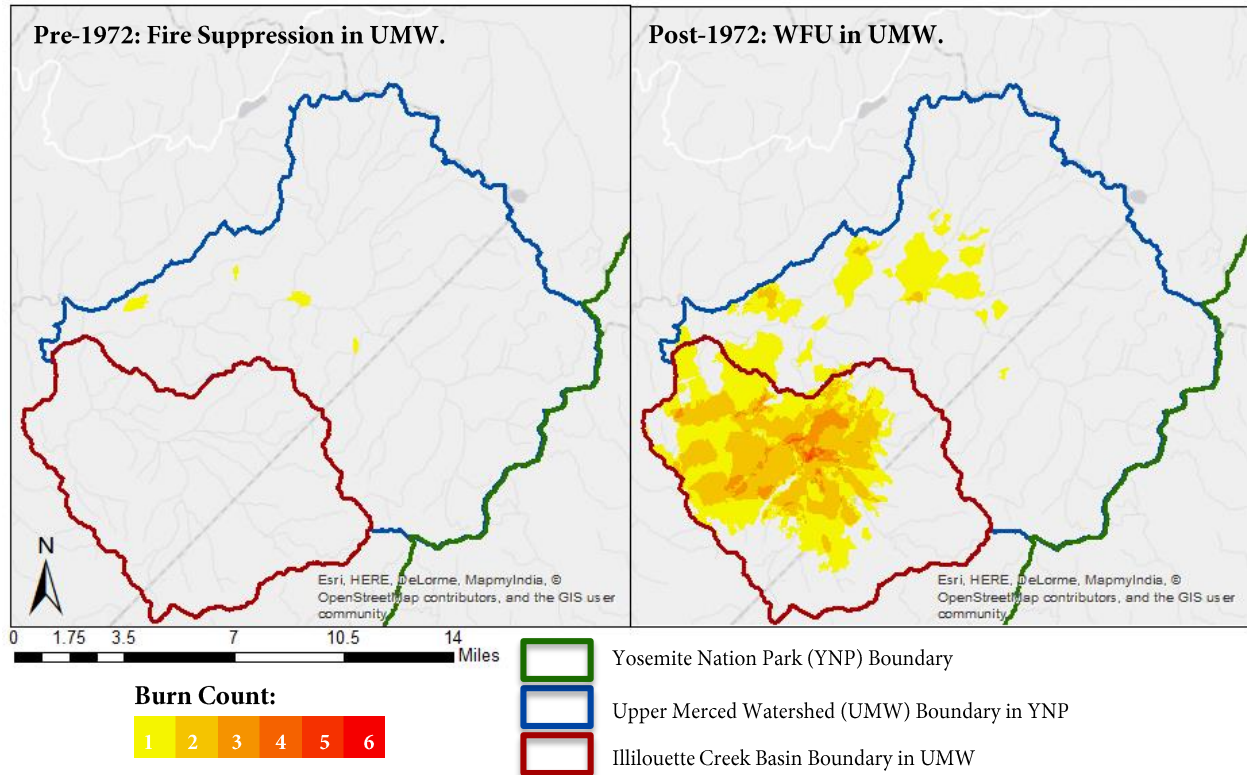 Pre-1972: Fire Suppression in UMW.
Post-1972: WFU in UMW.
N
Esri, HERE, DeLorme, MapmyIndia, ©
OpenStreetMap contributors, and the GIS user
community
Esri, HERE, DeLorme, MapmyIndia, ©
OpenStreetMap contributors, and the GIS user
community
0 1.75 3.5 7 10.5 14
Miles
Burn Count:
1 2 3 4 5 6
Yosemite Nation Park (YNP) Boundary
Upper Merced Watershed (UMW) Boundary in YNP
Illilouette Creek Basin Boundary in UMW